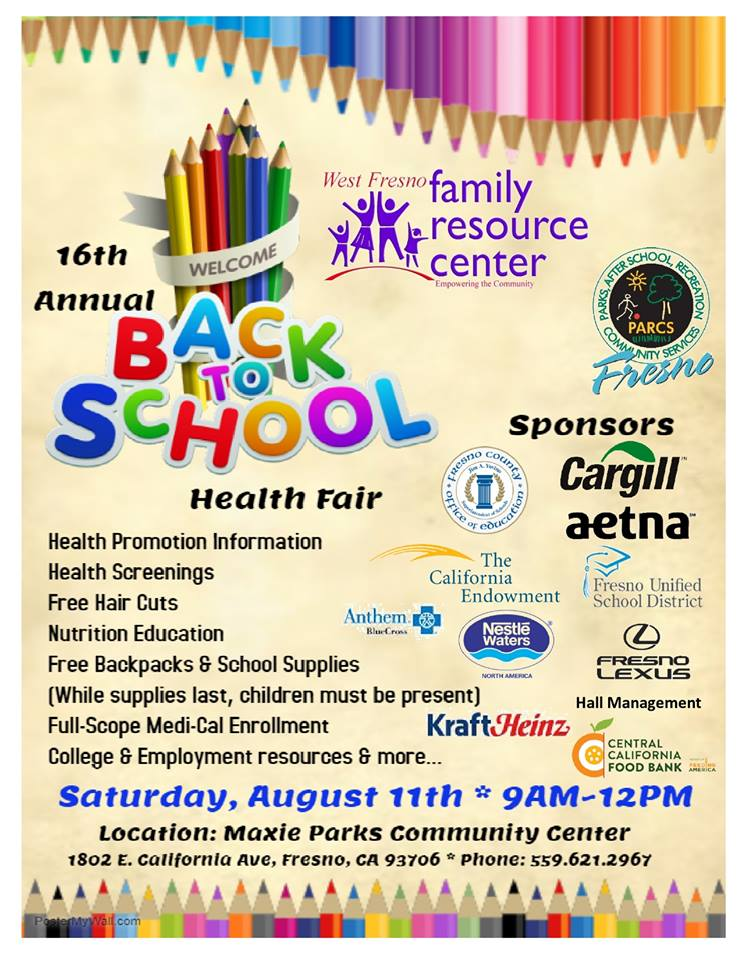 WELCOME
16th
Annual
BACK
TO
SCHOOL
Health Fair
West Fresno family
resource
center
Empowering the Community
PARKS, AFTER SCHOOL, RECREATION
COMMUNITY SERVICES
PARCS
Fresno
Sponsors
Fresno County
Office of Education
Jim A. Yovino
Superintendent of Schools
Cargill™
aetna™
The
California
Endowment
Fresno Unified
School District
Anthem.
BlueCross
Nestlé
Waters
NORTH AMERICA
FRESNO
LEXUS
Hall Management
KraftHeinz
CENTRAL
CALIFORNIA
FOOD BANK
FEEDING
AMERICA
Health Promotion Information
Health Screenings
Free Hair Cuts
Nutrition Education
Free Backpacks & School Supplies
(While supplies last, children must be present)
Full-Scope Medi-Cal Enrollment
College & Employment resources & more...
Saturday, August 11th * 9AM-12PM
Location: Maxie Parks Community Center
1802 E. California Ave, Fresno, CA 93706 * Phone: 559.621.2967
PosterMyWall.com